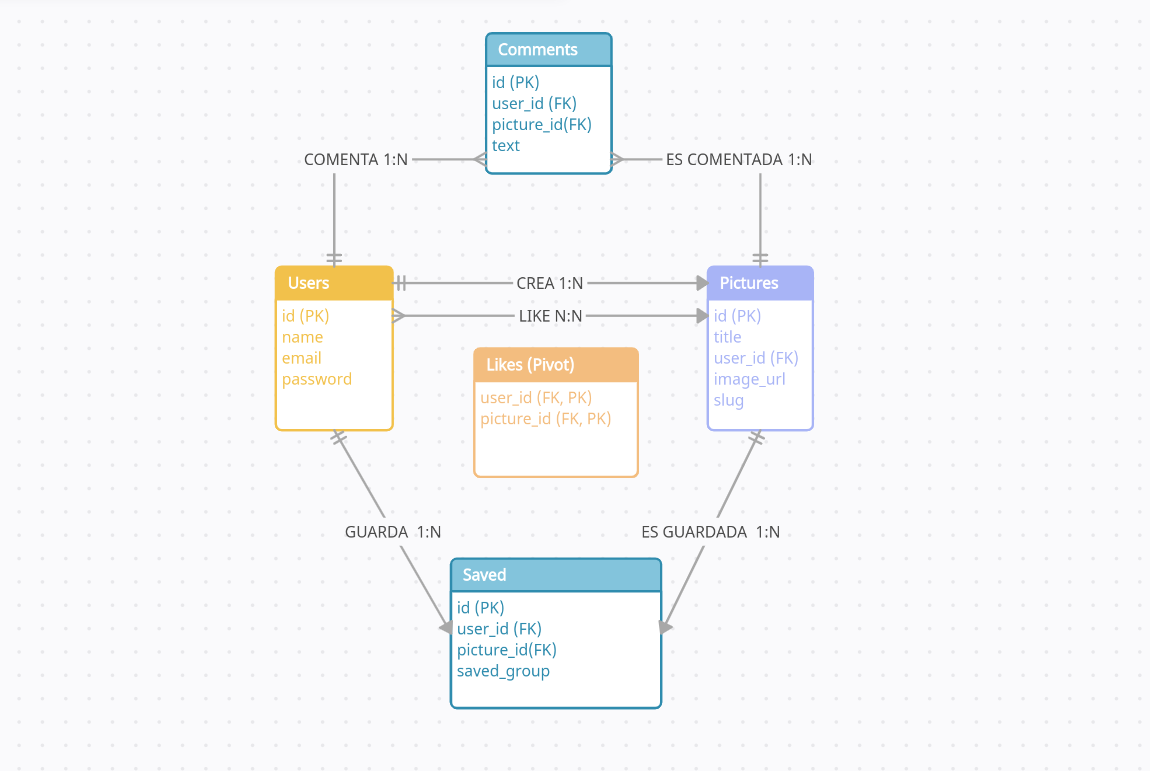 Comments
id (PK)
user_id (FK)
picture_id(FK)
text
COMENTA 1:N
ES COMENTADA 1:N
Users
id (PK)
name
email
password
CREA 1:N
LIKE N:N
Pictures
id (PK)
title
user_id (FK)
image_url
slug
Likes (Pivot)
user_id (FK, PK)
picture_id (FK, PK)
GUARDA  1:N
ES GUARDADA  1:N
Saved
id (PK)
user_id (FK)
picture_id(FK)
saved_group